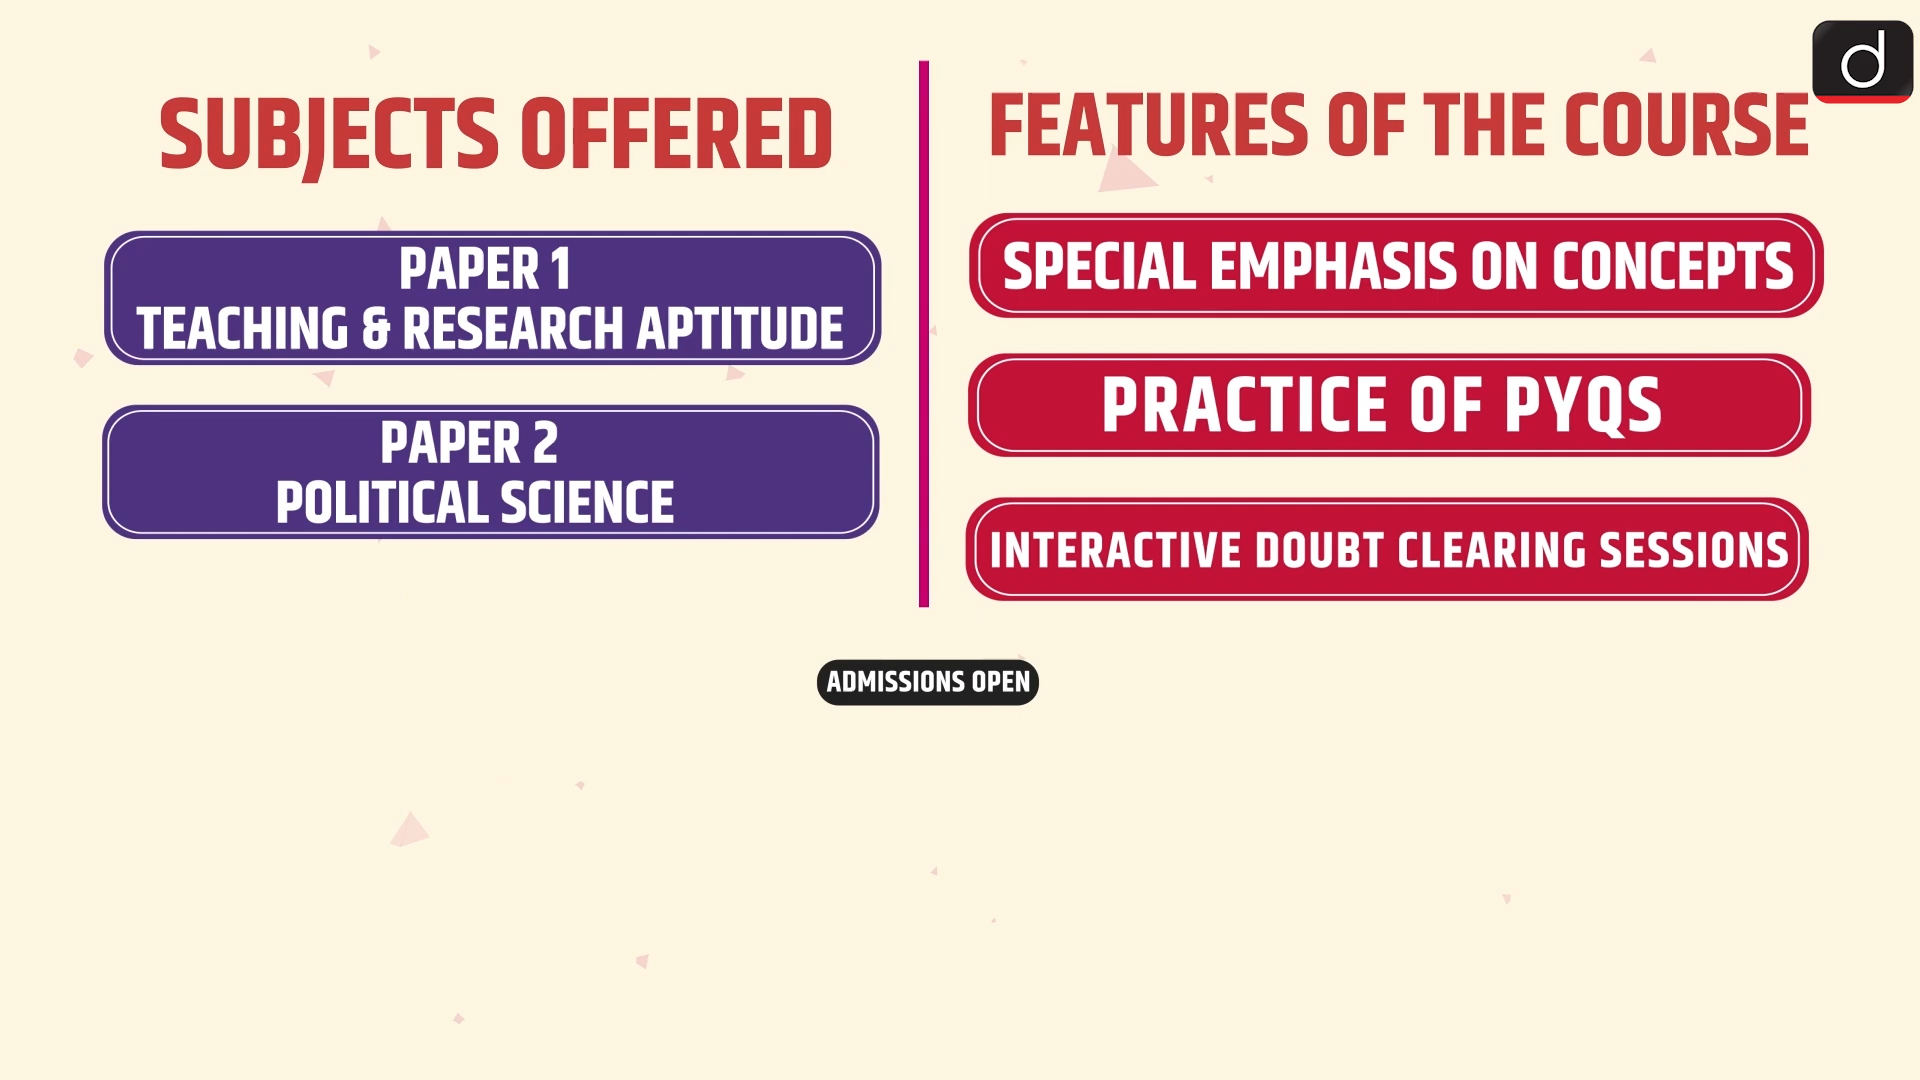 SUBJECTS OFFERED
PAPER 1
TEACHING & RESEARCH APTITUDE
PAPER 2
POLITICAL SCIENCE
FEATURES OF THE COURSE
SPECIAL EMPHASIS ON CONCEPTS
PRACTICE OF PYQS
INTERACTIVE DOUBT CLEARING SESSIONS
ADMISSIONS OPEN
d